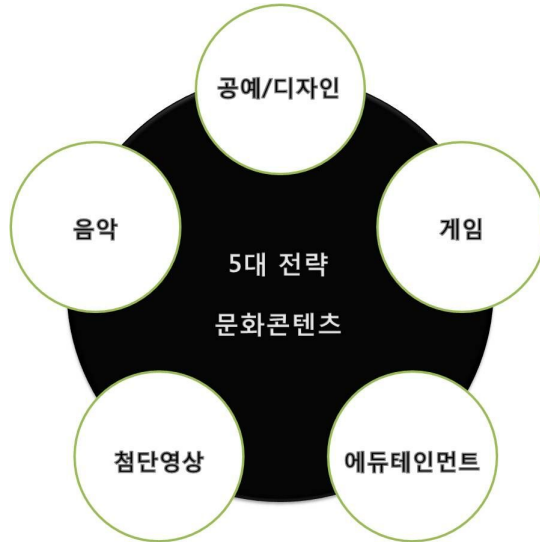 공예/디자인
음악
게임
5대 전략
문화콘텐츠
첨단영상
에듀테인먼트